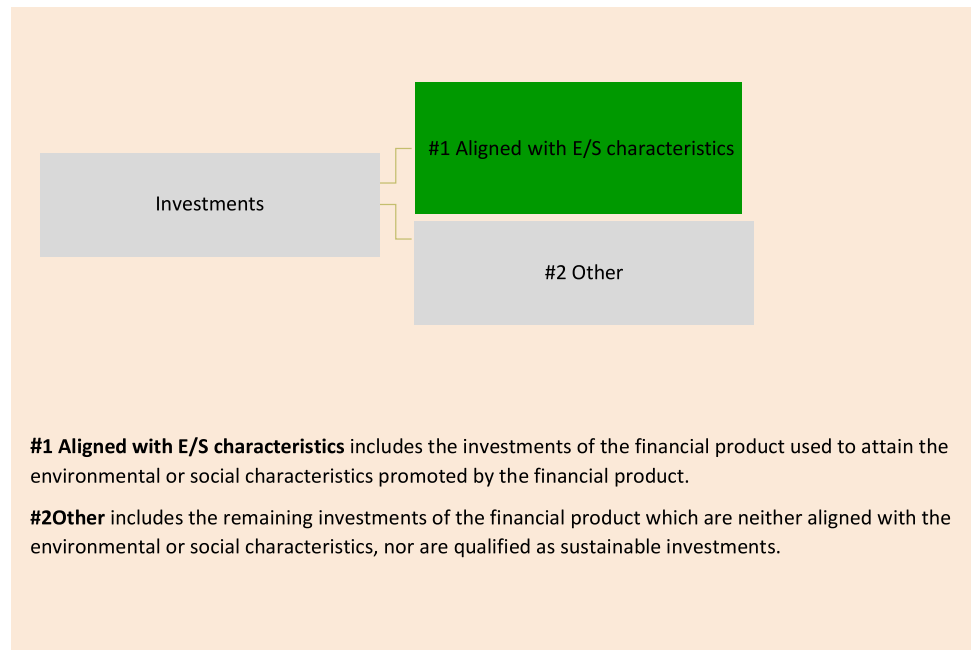 #1 Aligned with E/S characteristics
Investments
#2 Other
#1 Aligned with E/S characteristics includes the investments of the financial product used to attain the
environmental or social characteristics promoted by the financial product.
#2Other includes the remaining investments of the financial product which are neither aligned with the
environmental or social characteristics, nor are qualified as sustainable investments.